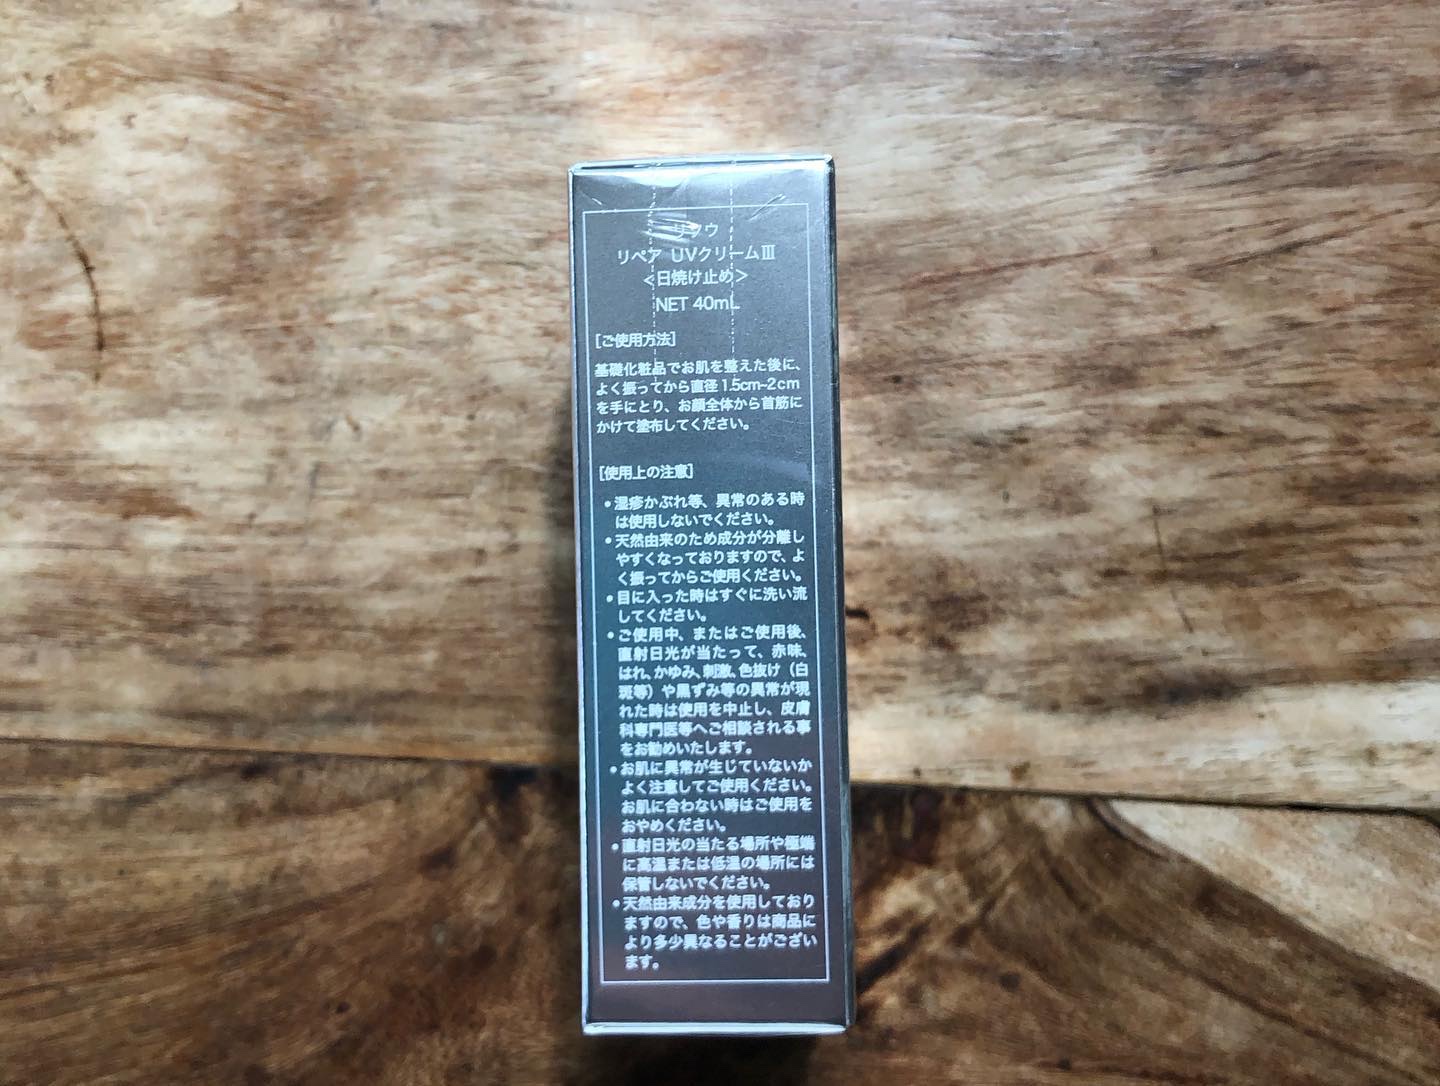 リソウ
リペア UVクリームⅢ
<日焼け止め>
NET 40mL
[ご使用方法]
基礎化粧品でお肌を整えた後に、
よく振ってから直径1.5cm~2cm
を手にとり、お顔全体から首筋に
かけて塗布してください。
[使用上の注意]
•湿疹かぶれ等、異常のある時
は使用しないでください。
•天然由来のため成分が分離し
やすくなっておりますので、よ
く振ってからご使用ください。
•目に入った時はすぐに洗い流
してください。
•ご使用中、またはご使用後、
直射日光が当たって、赤味、
はれ、かゆみ、刺激、色抜け（白
斑等）や黒ずみ等の異常が現
れた時は使用を中止し、皮膚
科専門医等へご相談される事
をお勧めいたします。
•お肌に異常が生じていないか
よく注意してご使用ください。
お肌に合わない時はご使用を
おやめください。
•直射日光の当たる場所や極端
に高温または低温の場所には
保管しないでください。
•天然由来成分を使用しており
ますので、色や香りは商品に
より多少異なることがござい
ます。